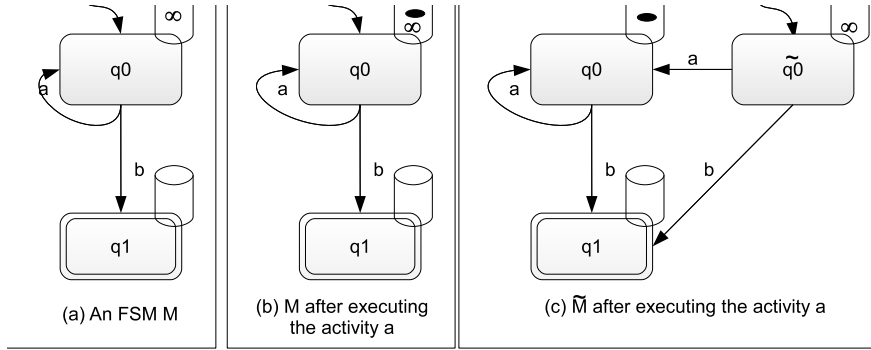 ∞
q0
a
b
q1
(a) An FSM M
∞
q0
a
b
q1
(b) M after executing
the activity a
q0
a
b
q1
a
∞
q̃0
b
(c) M̃ after executing the activity a